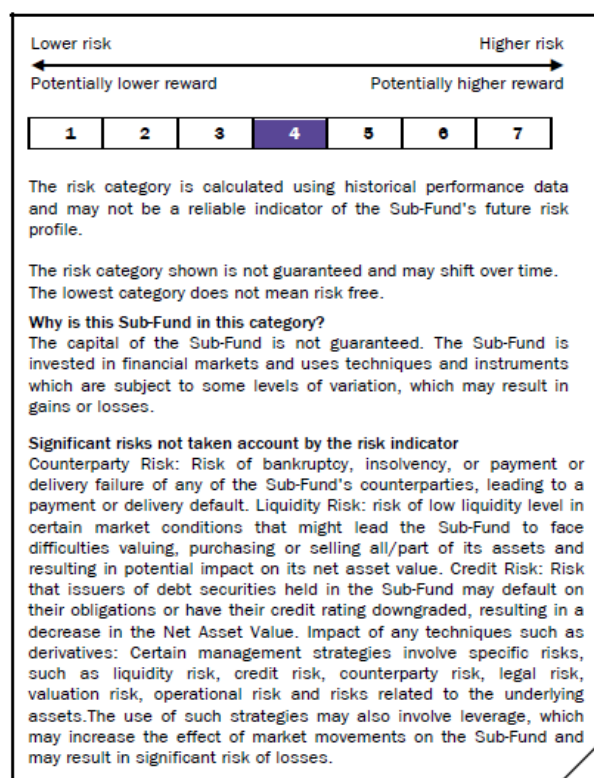 Lower risk Higher risk
Potentially lower reward Potentially higher reward
1 2 3 4 5 6 7
The risk category is calculated using historical performance data
and may not be a reliable indicator of the Sub-Fund's future risk
profile.
The risk category shown is not guaranteed and may shift over time.
The lowest category does not mean risk free.
Why is this Sub-Fund in this category?
The capital of the Sub-Fund is not guaranteed. The Sub-Fund is
invested in financial markets and uses techniques and instruments
which are subject to some levels of variation, which may result in
gains or losses.
Significant risks not taken account by the risk indicator
Counterparty Risk: Risk of bankruptcy, insolvency, or payment or
delivery failure of any of the Sub-Fund's counterparties, leading to a
payment or delivery default. Liquidity Risk: risk of low liquidity level in
certain market conditions that might lead the Sub-Fund to face
difficulties valuing, purchasing or selling all/part of its assets and
resulting in potential impact on its net asset value. Credit Risk: Risk
that issuers of debt securities held in the Sub-Fund may default on
their obligations or have their credit rating downgraded, resulting in a
decrease in the Net Asset Value. Impact of any techniques such as
derivatives: Certain management strategies involve specific risks,
such as liquidity risk, credit risk, counterparty risk, legal risk,
valuation risk, operational risk and risks related to the underlying
assets.The use of such strategies may also involve leverage, which
may increase the effect of market movements on the Sub-Fund and
may result in significant risk of losses.